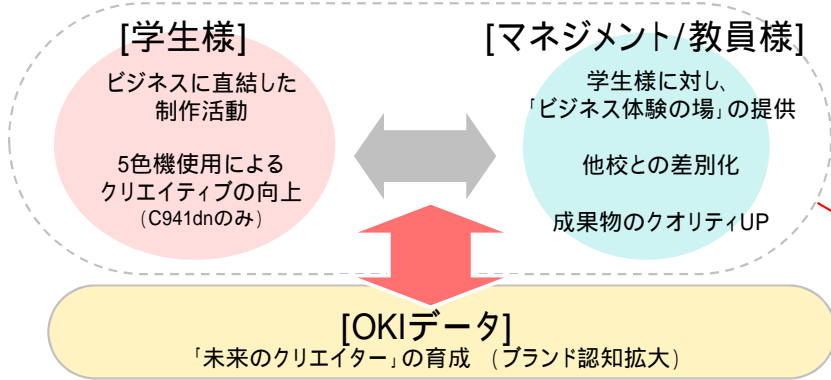 [学生様]
ビジネスに直結した
制作活動
5色機使用による
クリエイティブの向上
(C941dnのみ)
[マネジメント/教員様]
学生様に対し、
「ビジネス体験の場」の提供
他校との差別化
成果物のクオリティUP
[OKIデータ]
「未来のクリエイター」の育成 (ブランド認知拡大)